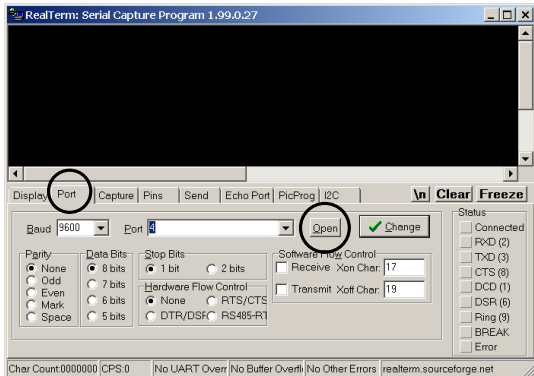 RealTerm: Serial Capture Program 1.99.0.27
Display Port Capture Pins Send Echo Port PicProg I2C \n Clear Freeze
Baud 9600 Port 4 Open Change
Status
Connected
RXD (2)
TXD (3)
CTS (8)
DCD (1)
DSR (6)
Ring (9)
BREAK
Error
Parity
None
Odd
Even
Mark
Space
Data Bits
8 bits
7 bits
6 bits
5 bits
Stop Bits
1 bit 2 bits
Hardware Flow Control
None RTS/CTS
DTR/DSR RS485-RT
Software Flow Control
Receive Xon Char: 17
Transmit Xoff Char: 19
Char Count:0000000 CPS:0 No UART Overr No Buffer Overfl No Other Errors realterm.sourceforge.net